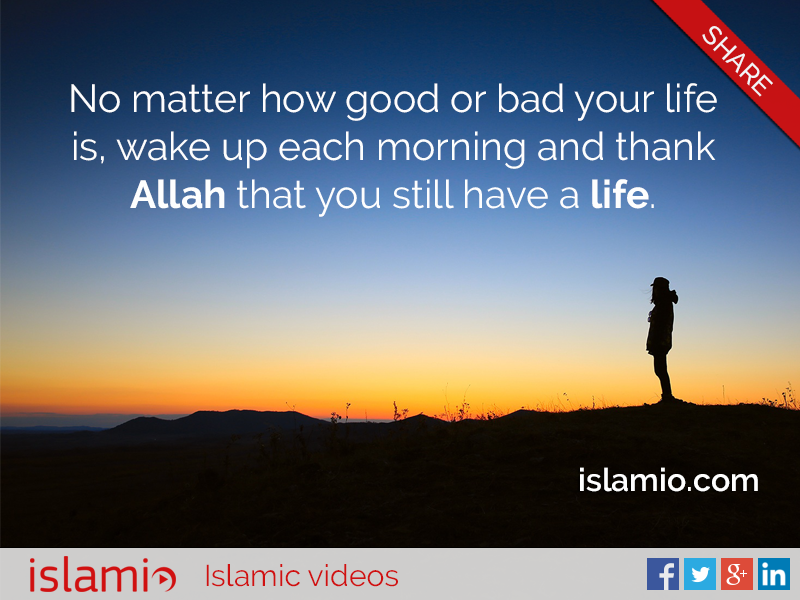 SHARE
No matter how good or bad your life
is, wake up each morning and thank
Allah that you still have a life.
islamio.com
islamio Islamic videos
f g+ in